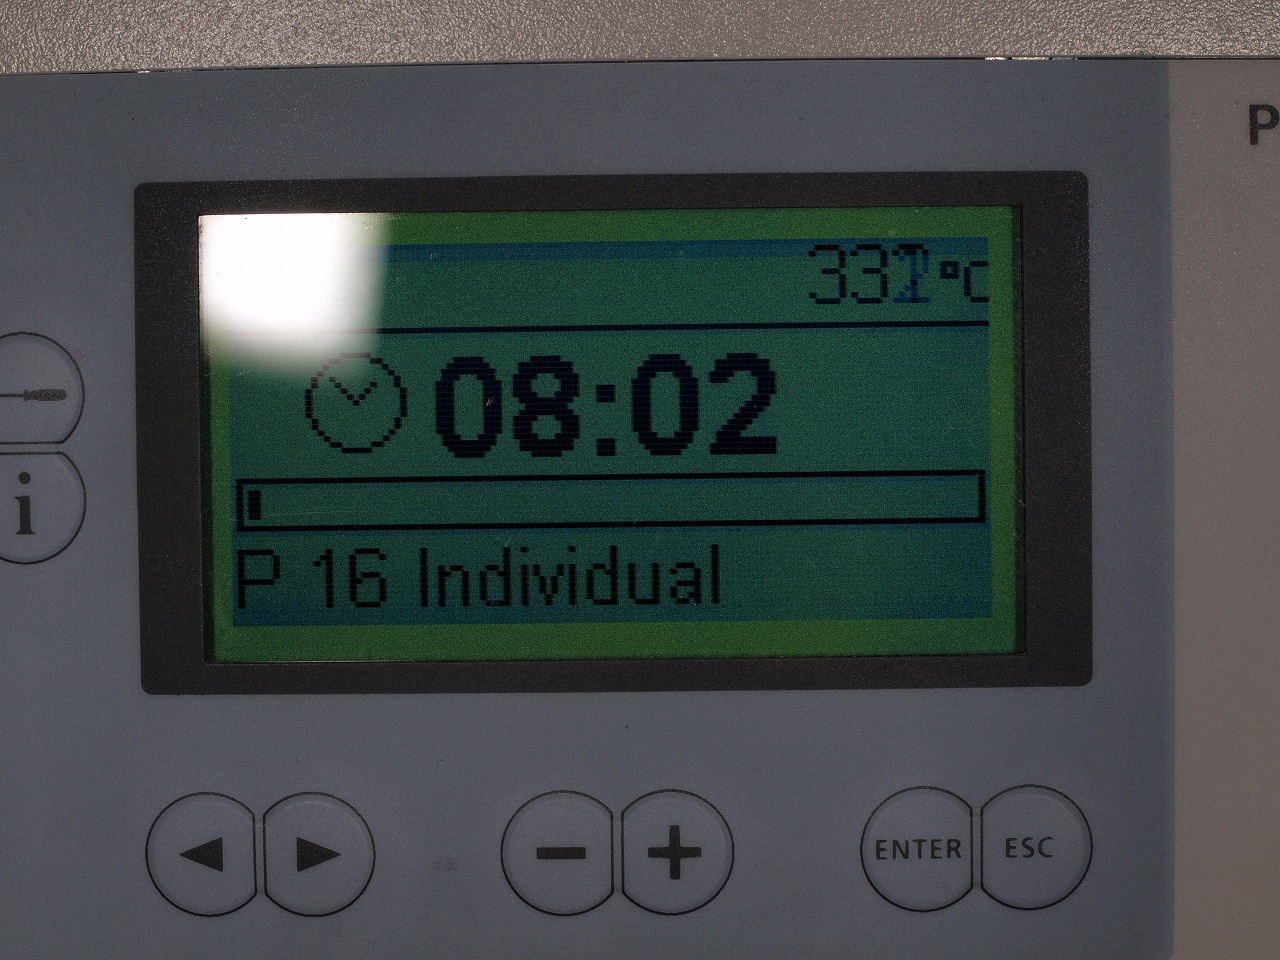 P
08:02
i
P 16 Individual
ENTER ESC